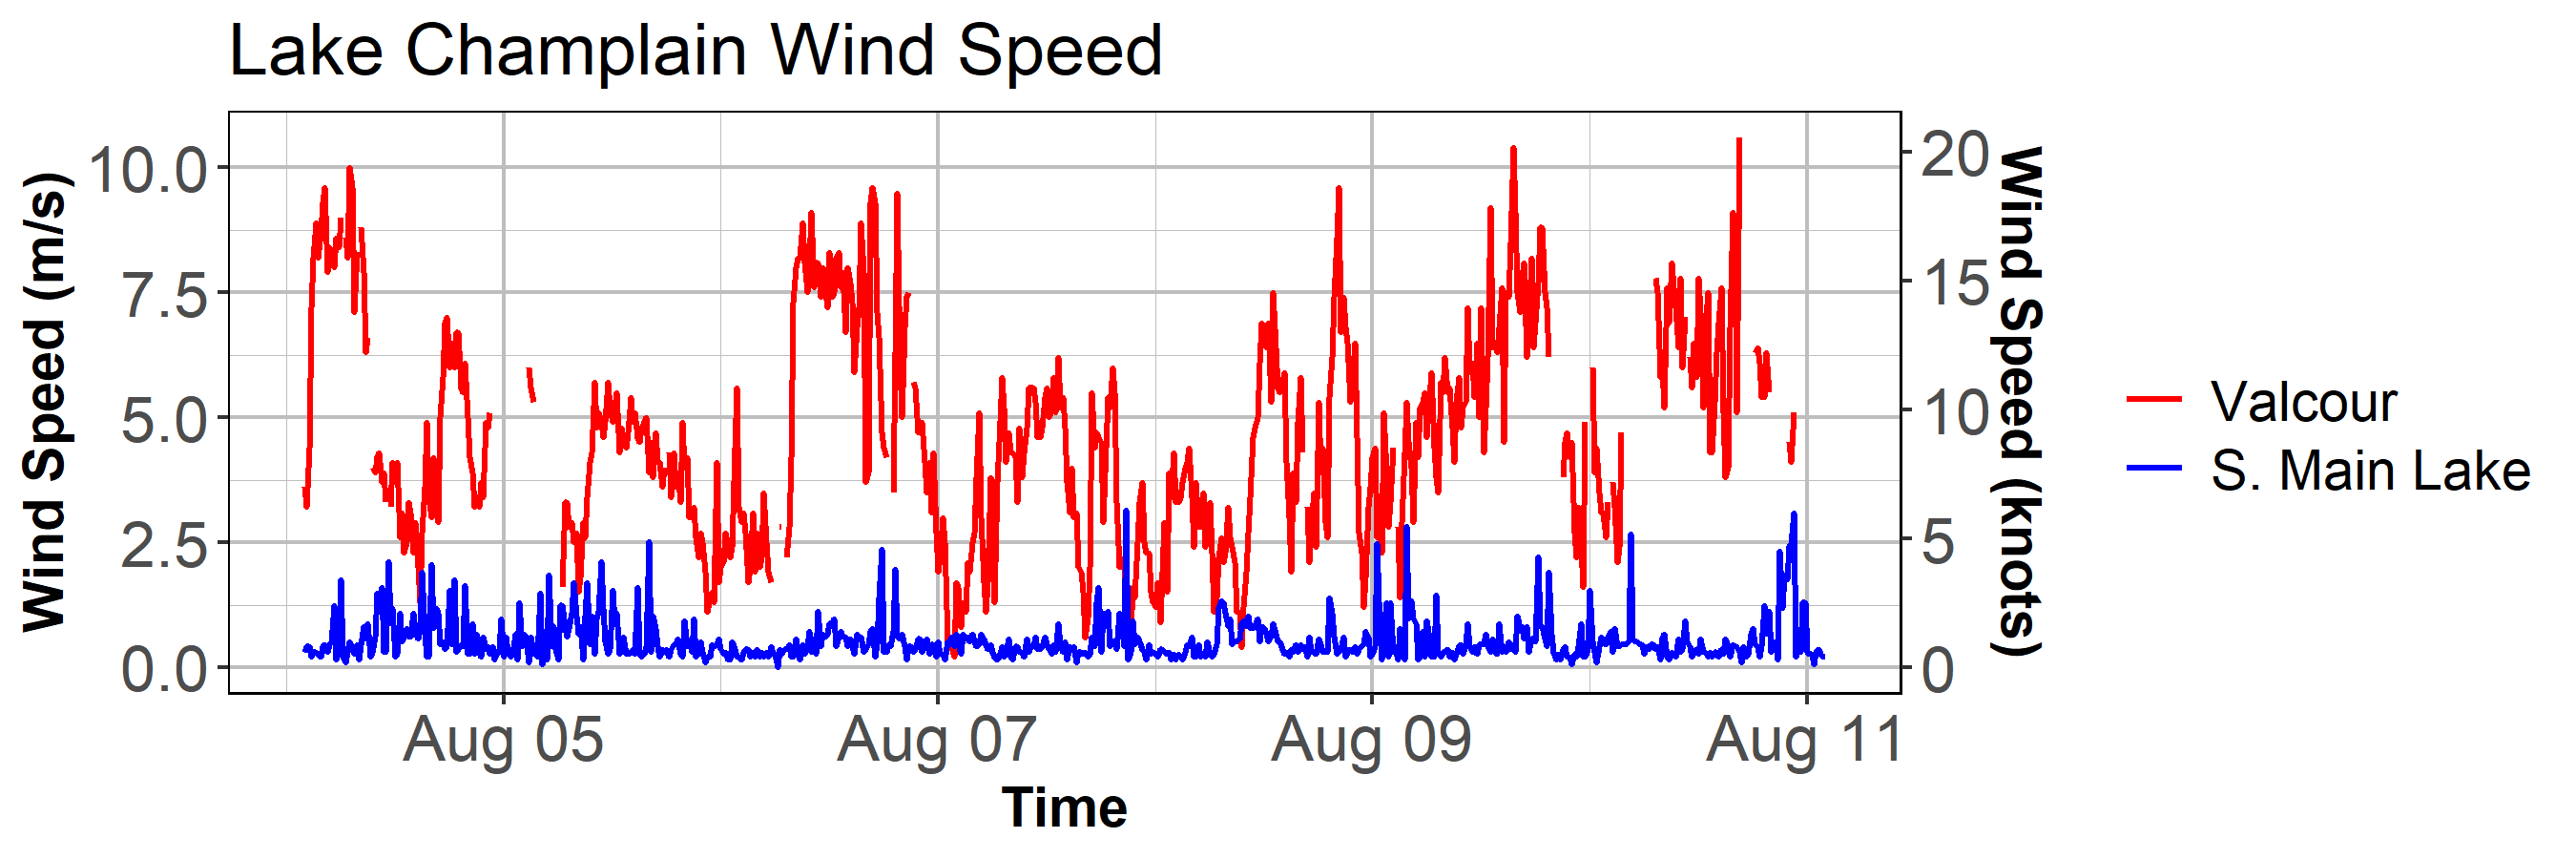 Lake Champlain Wind Speed
Wind Speed (m/s)
10.0
7.5
5.0
2.5
0.0
20
15
10
5
0
Wind Speed (knots)
Aug 05
Aug 07
Aug 09
Aug 11
Time
Valcour
S. Main Lake